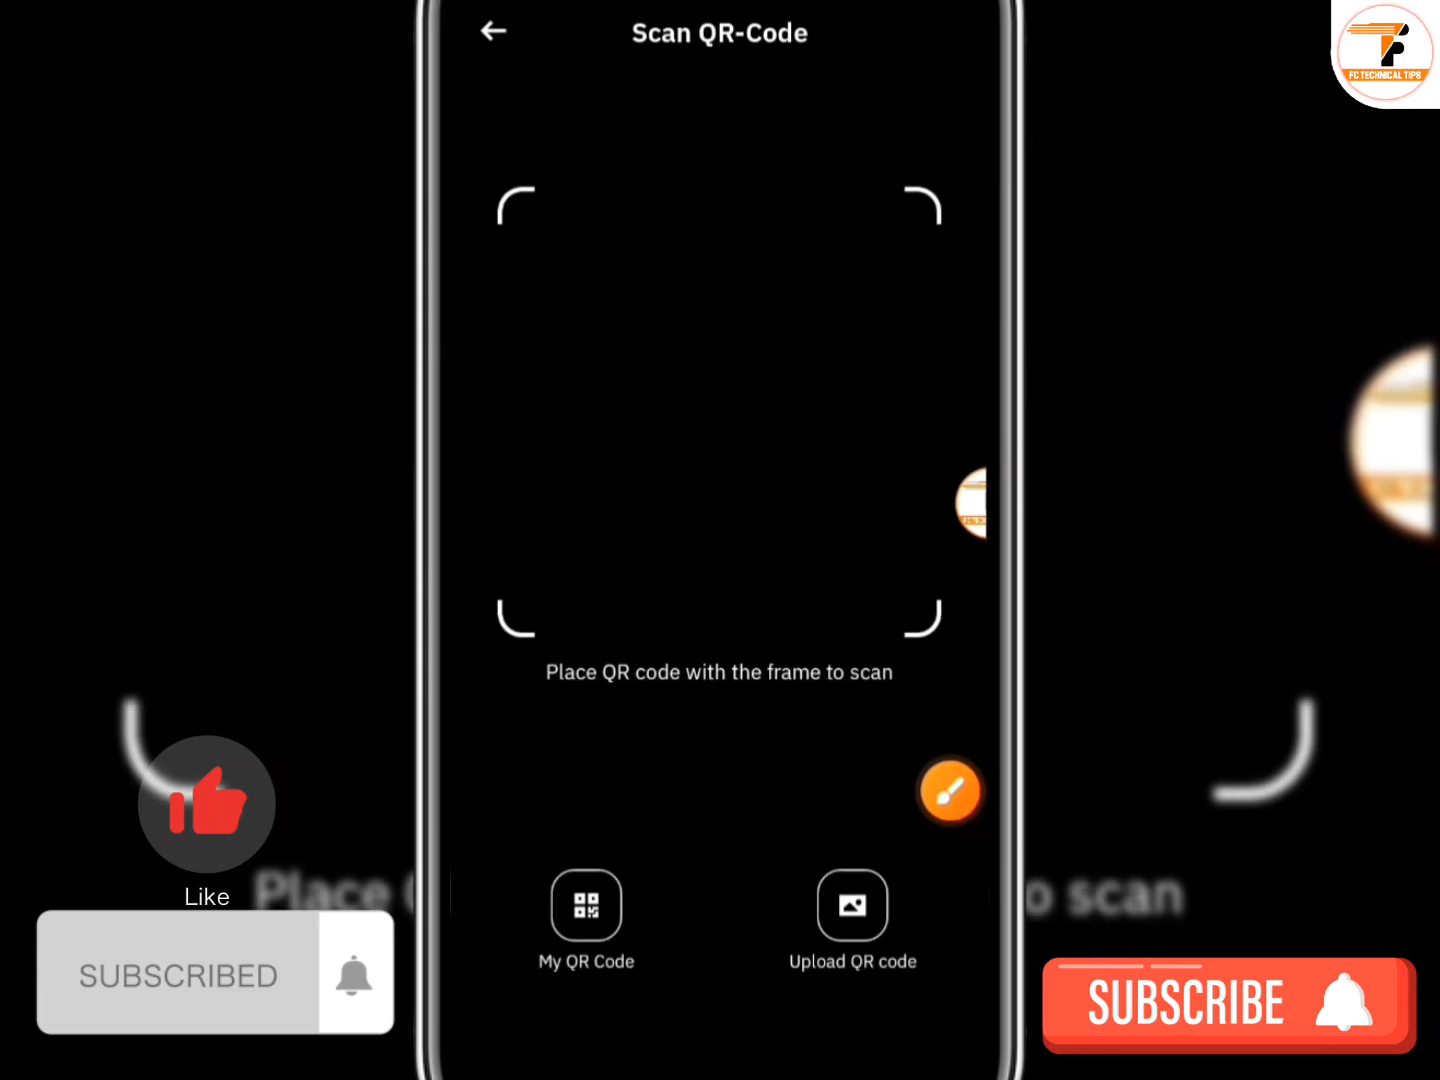 Scan QR-Code
FC TECHNICAL TIPS
Place QR code with the frame to scan
Like
Place
to scan
SUBSCRIBED
My QR Code
Upload QR code
SUBSCRIBE